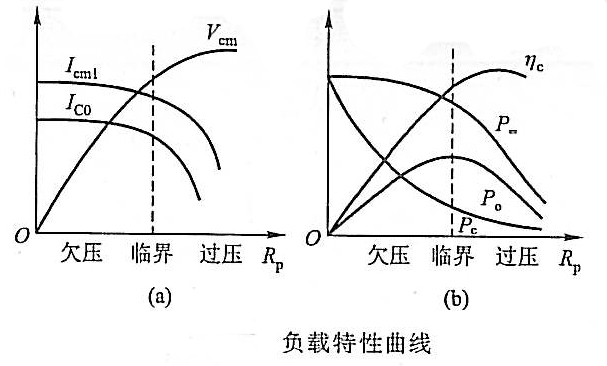 V_cm
I_cm1
I_C0
O
欠压 临界 过压 R_p
(a)
η_c
P_=
P_o
P_c
O
欠压 临界 过压 R_p
(b)
负载特性曲线